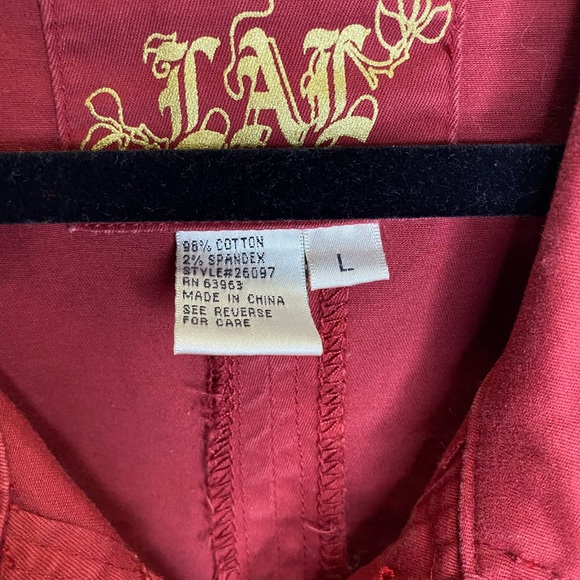 LAL
98% COTTON
2% SPANDEX
STYLE#26097
RN 63963
MADE IN CHINA
SEE REVERSE
FOR CARE
L